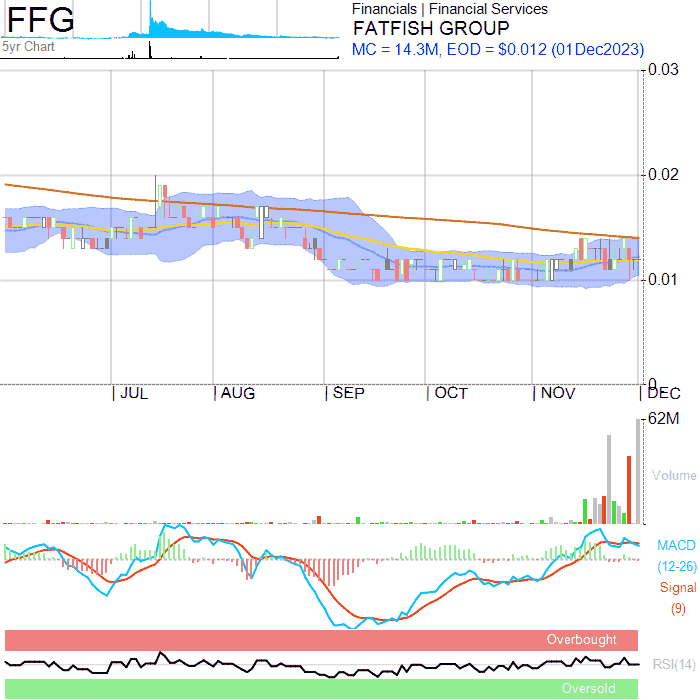 FFG
5yr Chart
Financials | Financial Services
FATFISH GROUP
MC = 14.3M, EOD = $0.012 (01Dec2023)
0.03
0.02
0.01
0
| JUL | AUG | SEP | OCT | NOV | DEC
62M
Volume
MACD
(12-26)
Signal
(9)
Overbought
RSI(14)
Oversold